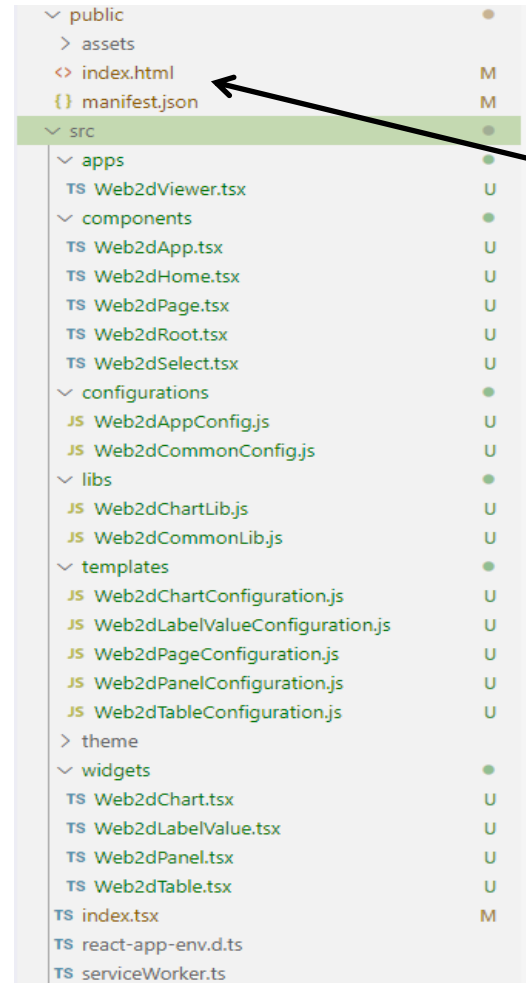 public
assets
<> index.html M
{} manifest.json M
src
apps
TS Web2dViewer.tsx U
components
TS Web2dApp.tsx U
TS Web2dHome.tsx U
TS Web2dPage.tsx U
TS Web2dRoot.tsx U
TS Web2dSelect.tsx U
configurations
JS Web2dAppConfig.js U
JS Web2dCommonConfig.js U
libs
JS Web2dChartLib.js U
JS Web2dCommonLib.js U
templates
JS Web2dChartConfiguration.js U
JS Web2dLabelValueConfiguration.js U
JS Web2dPageConfiguration.js U
JS Web2dPanelConfiguration.js U
JS Web2dTableConfiguration.js U
theme
widgets
TS Web2dChart.tsx U
TS Web2dLabelValue.tsx U
TS Web2dPanel.tsx U
TS Web2dTable.tsx U
TS index.tsx M
TS react-app-env.d.ts
TS serviceWorker.ts